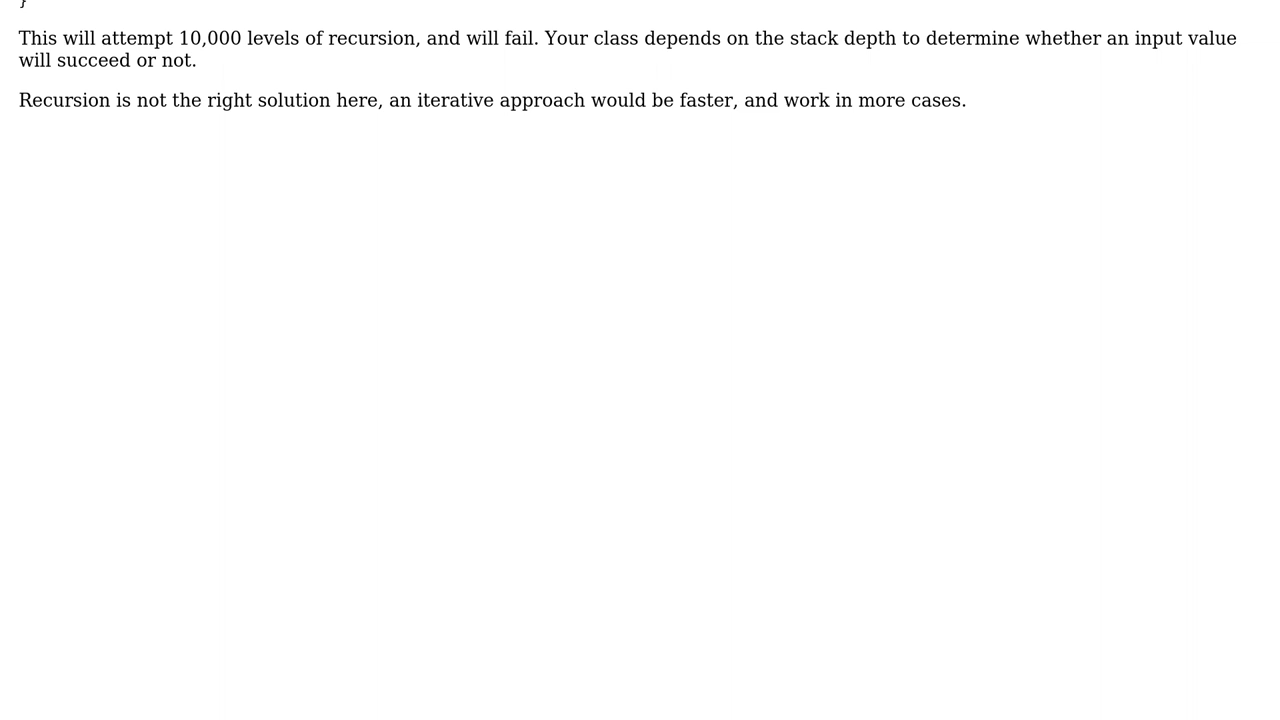 }
This will attempt 10,000 levels of recursion, and will fail. Your class depends on the stack depth to determine whether an input value
will succeed or not.
Recursion is not the right solution here, an iterative approach would be faster, and work in more cases.